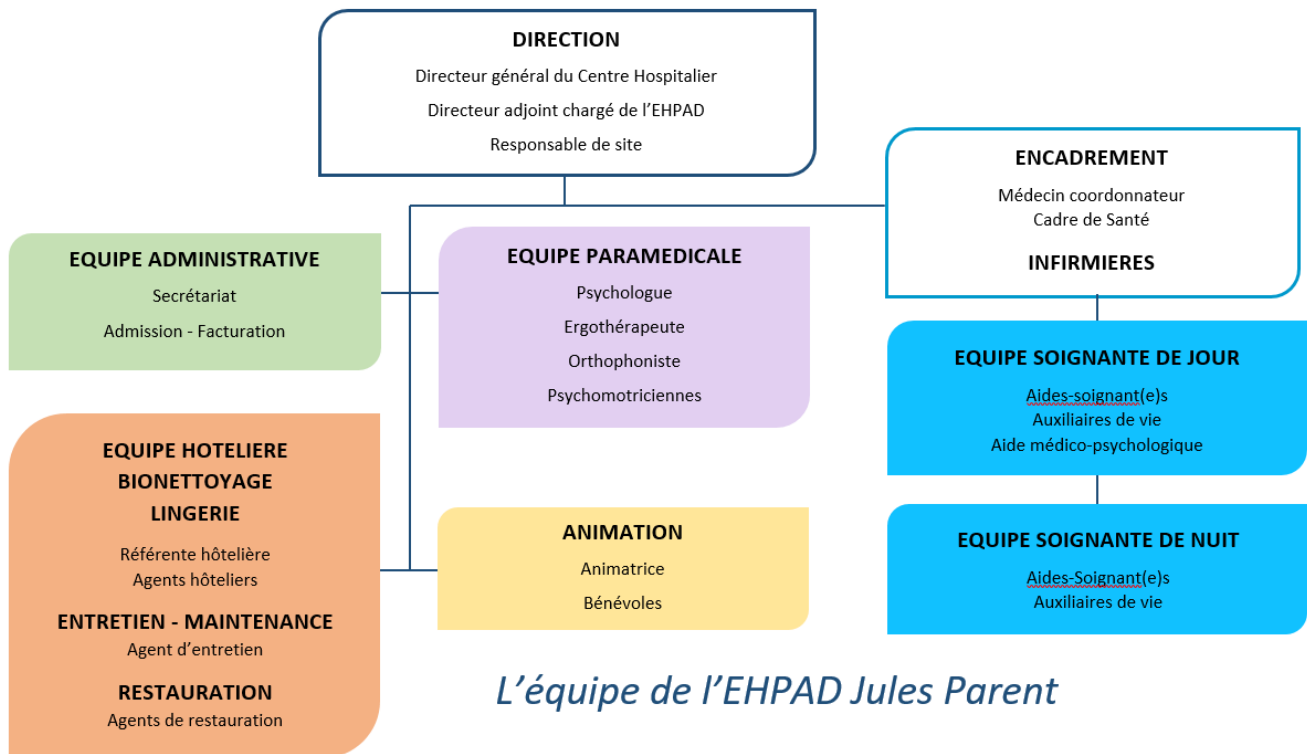 DIRECTION
Directeur général du Centre Hospitalier
Directeur adjoint chargé de l’EHPAD
Responsable de site
ENCADREMENT
Médecin coordonnateur
Cadre de Santé
INFIRMIERES
EQUIPE ADMINISTRATIVE
Secrétariat
Admission - Facturation
EQUIPE PARAMEDICALE
Psychologue
Ergothérapeute
Orthophoniste
Psychomotriciennes
EQUIPE SOIGNANTE DE JOUR
Aides-soignant(e)s
Auxiliaires de vie
Aide médico-psychologique
EQUIPE HOTELIERE
BIONETTOYAGE
LINGERIE
Référente hôtelière
Agents hôteliers
ENTRETIEN - MAINTENANCE
Agent d’entretien
RESTAURATION
Agents de restauration
ANIMATION
Animatrice
Bénévoles
EQUIPE SOIGNANTE DE NUIT
Aides-Soignant(e)s
Auxiliaires de vie
L’équipe de l’EHPAD Jules Parent